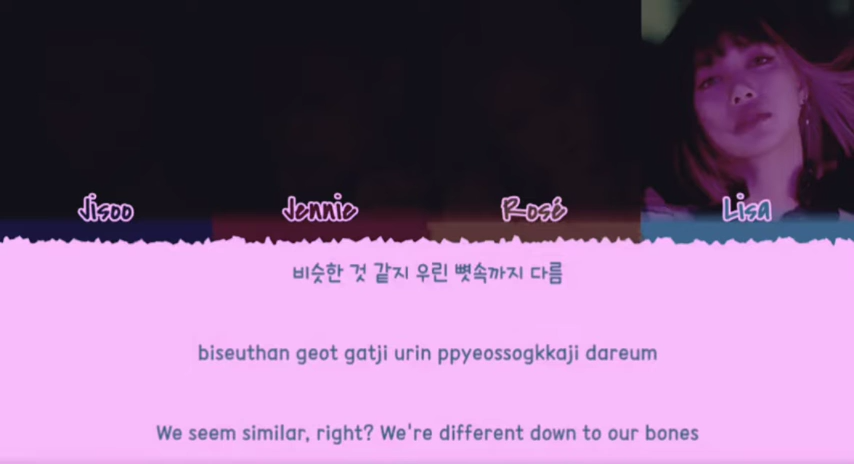 Jisoo
Jennie
Rosé
Lisa
비슷한 것 같지 우린 뼛속까지 다름
biseuthan geot gatji urin ppyeossogkkaji dareum
We seem similar, right? We're different down to our bones